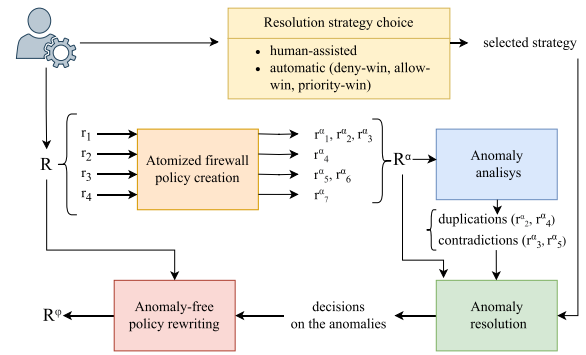 Resolution strategy choice
• human-assisted
• automatic (deny-win, allow-
win, priority-win)
selected strategy
R
r1
r2
r3
r4
Atomized firewall
policy creation
rα1, rα2, rα3
rα4
rα5, rα6
rα7
Rα
Anomaly
analisys
duplications (rα2, rα4)
contradictions (rα3, rα5)
Rφ
Anomaly-free
policy rewriting
decisions
on the anomalies
Anomaly
resolution